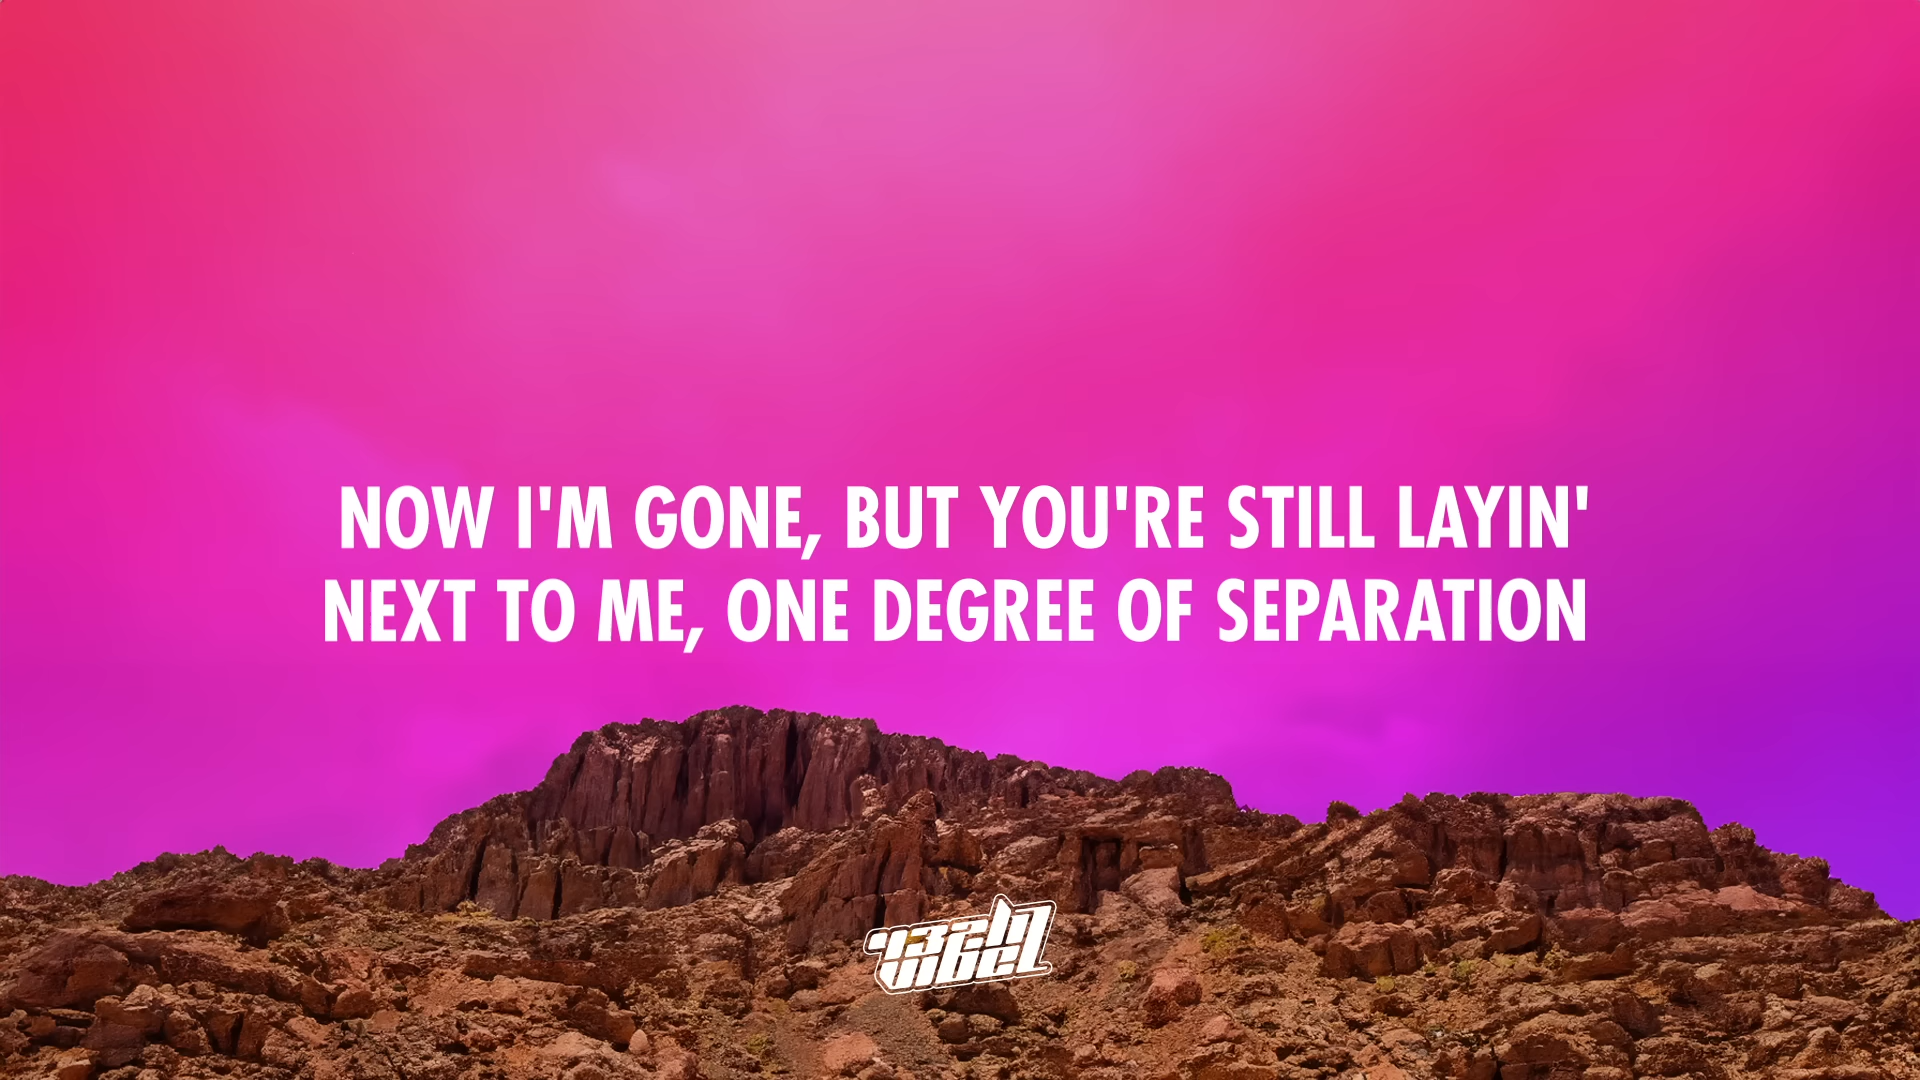 NOW I'M GONE, BUT YOU'RE STILL LAYIN'
NEXT TO ME, ONE DEGREE OF SEPARATION